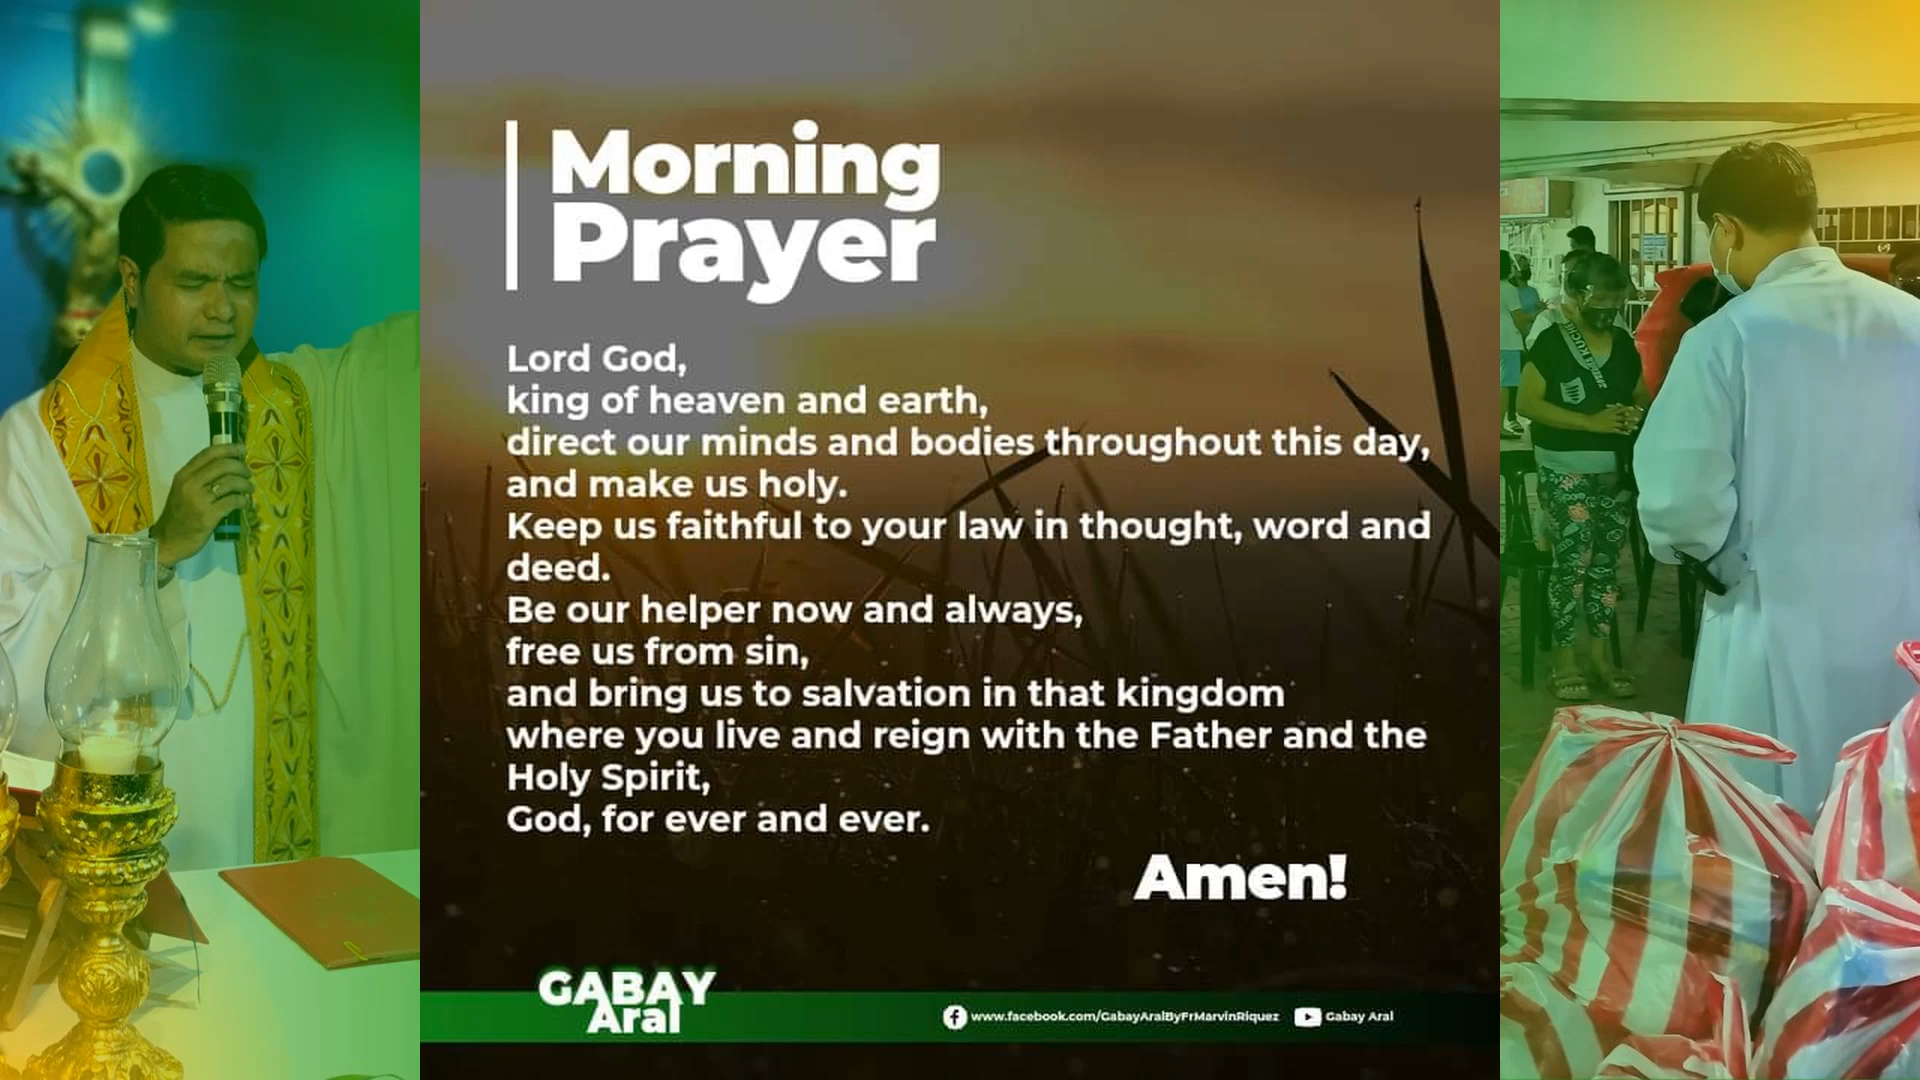 Morning
Prayer
Lord God,
king of heaven and earth,
direct our minds and bodies throughout this day,
and make us holy.
Keep us faithful to your law in thought, word and
deed.
Be our helper now and always,
free us from sin,
and bring us to salvation in that kingdom
where you live and reign with the Father and the
Holy Spirit,
God, for ever and ever.
Amen!
GABAY
Aral
www.facebook.com/GabayAralByFrMarvinRiquez
Gabay Aral